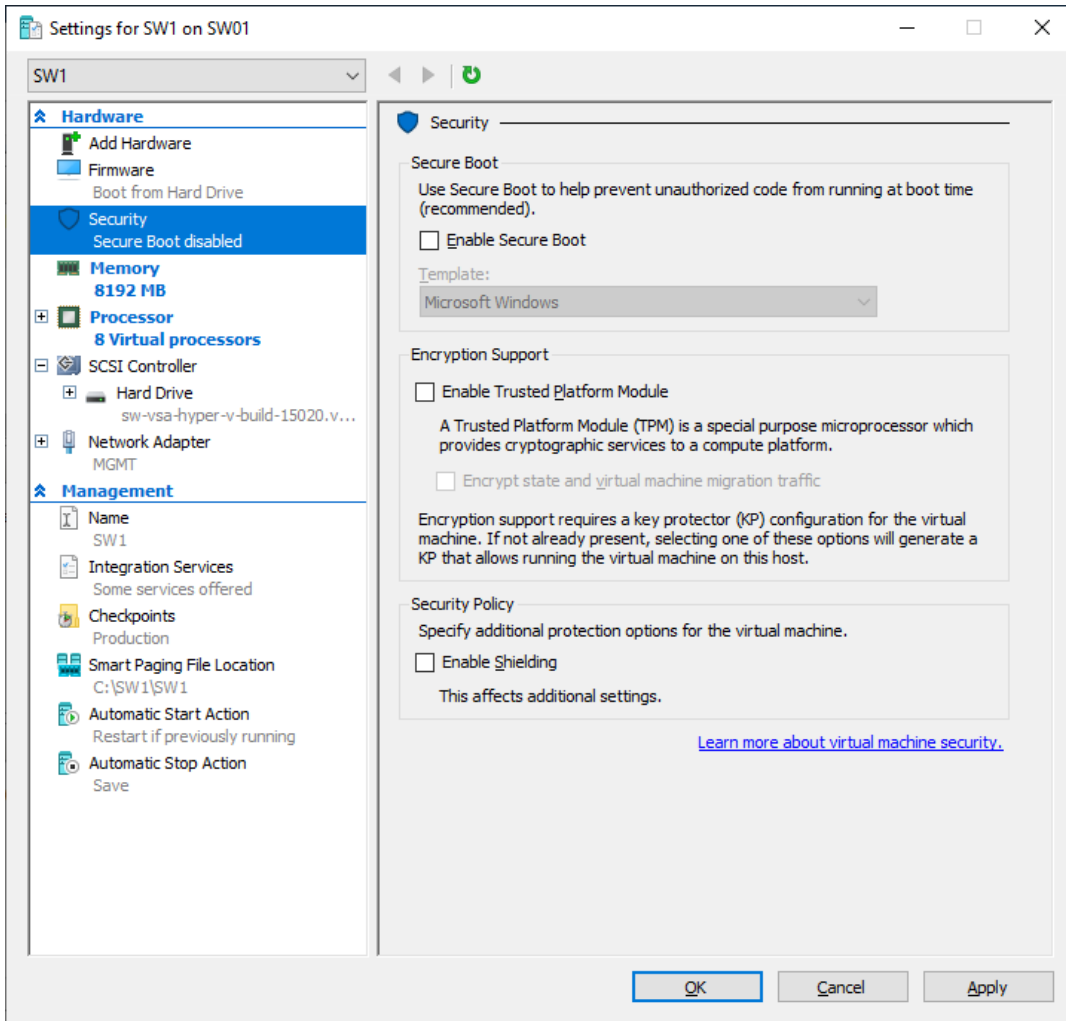 Settings for SW1 on SW01
SW1
Hardware
Add Hardware
Firmware
Boot from Hard Drive
Security
Secure Boot disabled
Memory
8192 MB
Processor
8 Virtual processors
SCSI Controller
Hard Drive
sw-vsa-hyper-v-build-15020.v...
Network Adapter
MGMT
Management
Name
SW1
Integration Services
Some services offered
Checkpoints
Production
Smart Paging File Location
C:\SW1\SW1
Automatic Start Action
Restart if previously running
Automatic Stop Action
Save
Security
Secure Boot
Use Secure Boot to help prevent unauthorized code from running at boot time
(recommended).
Enable Secure Boot
Template:
Microsoft Windows
Encryption Support
Enable Trusted Platform Module
A Trusted Platform Module (TPM) is a special purpose microprocessor which
provides cryptographic services to a compute platform.
Encrypt state and virtual machine migration traffic
Encryption support requires a key protector (KP) configuration for the virtual
machine. If not already present, selecting one of these options will generate a
KP that allows running the virtual machine on this host.
Security Policy
Specify additional protection options for the virtual machine.
Enable Shielding
This affects additional settings.
Learn more about virtual machine security.
OK
Cancel
Apply